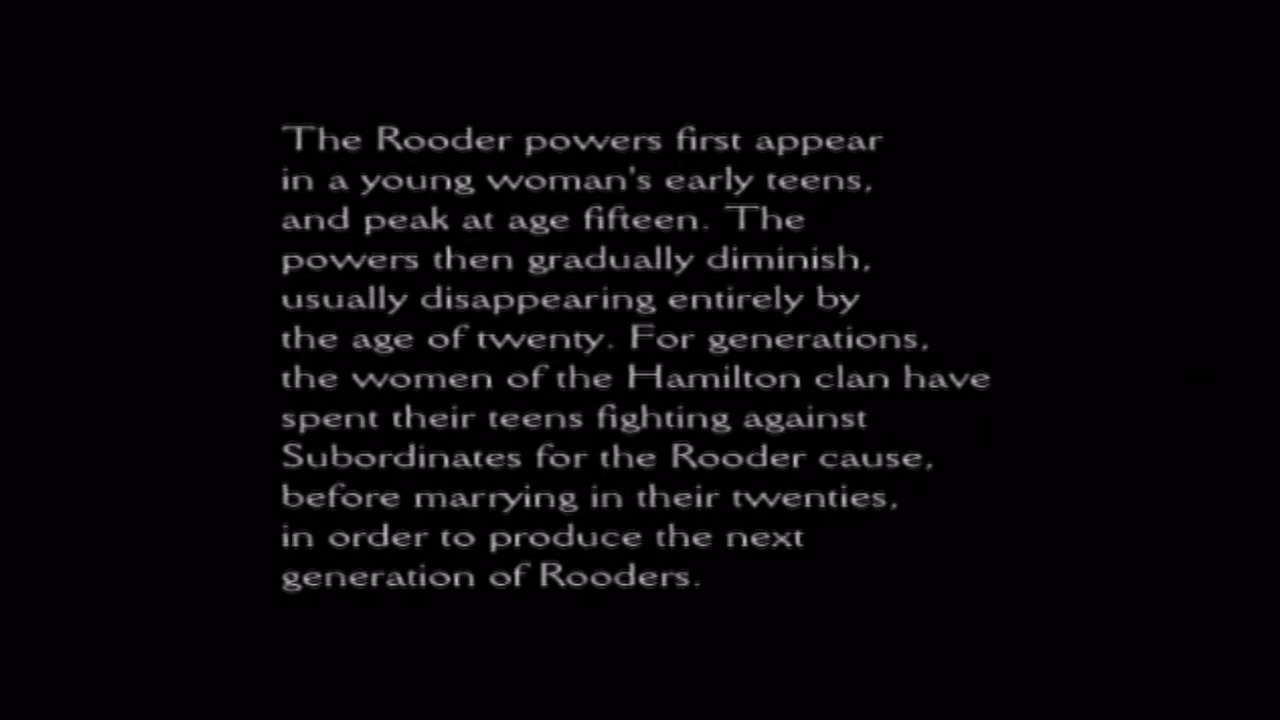 The Rooder powers first appear
in a young woman's early teens,
and peak at age fifteen. The
powers then gradually diminish,
usually disappearing entirely by
the age of twenty. For generations,
the women of the Hamilton clan have
spent their teens fighting against
Subordinates for the Rooder cause,
before marrying in their twenties,
in order to produce the next
generation of Rooders.